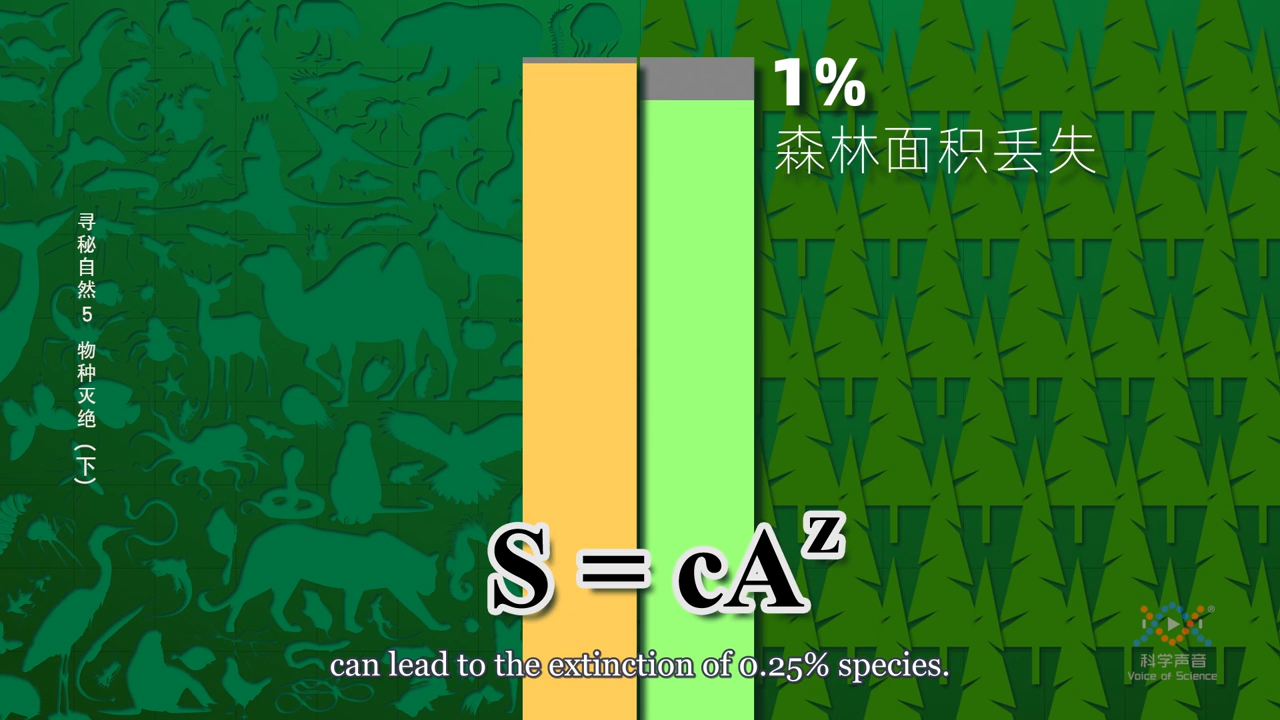 1%
森林面积丢失
寻秘自然5 物种灭绝（下）
S = cA^z
can lead to the extinction of 0.25% species.
科学声音
Voice of Science
®